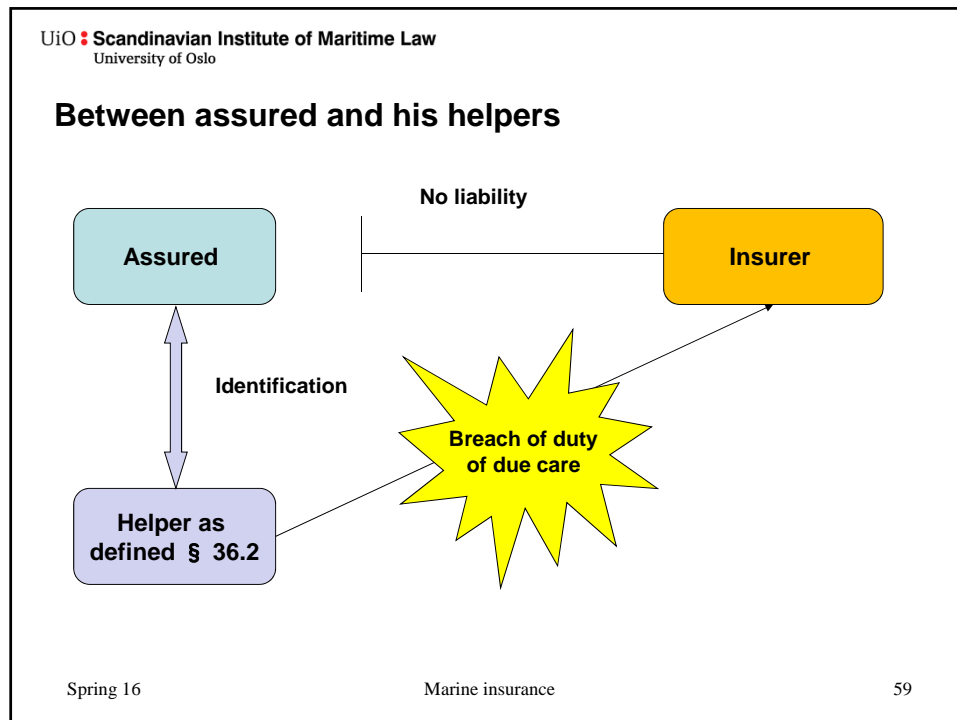 UiO : Scandinavian Institute of Maritime Law
University of Oslo
Between assured and his helpers
No liability
Assured
Insurer
Identification
Breach of duty
of due care
Helper as
defined § 36.2
Spring 16
Marine insurance
59